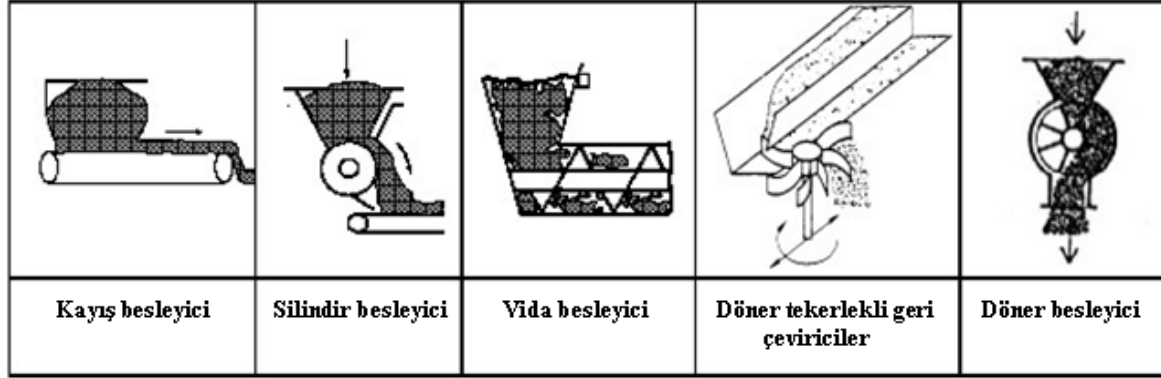 Kayış besleyici
Silindir besleyici
Vida besleyici
Döner tekerlekli geri
çeviriciler
Döner besleyici